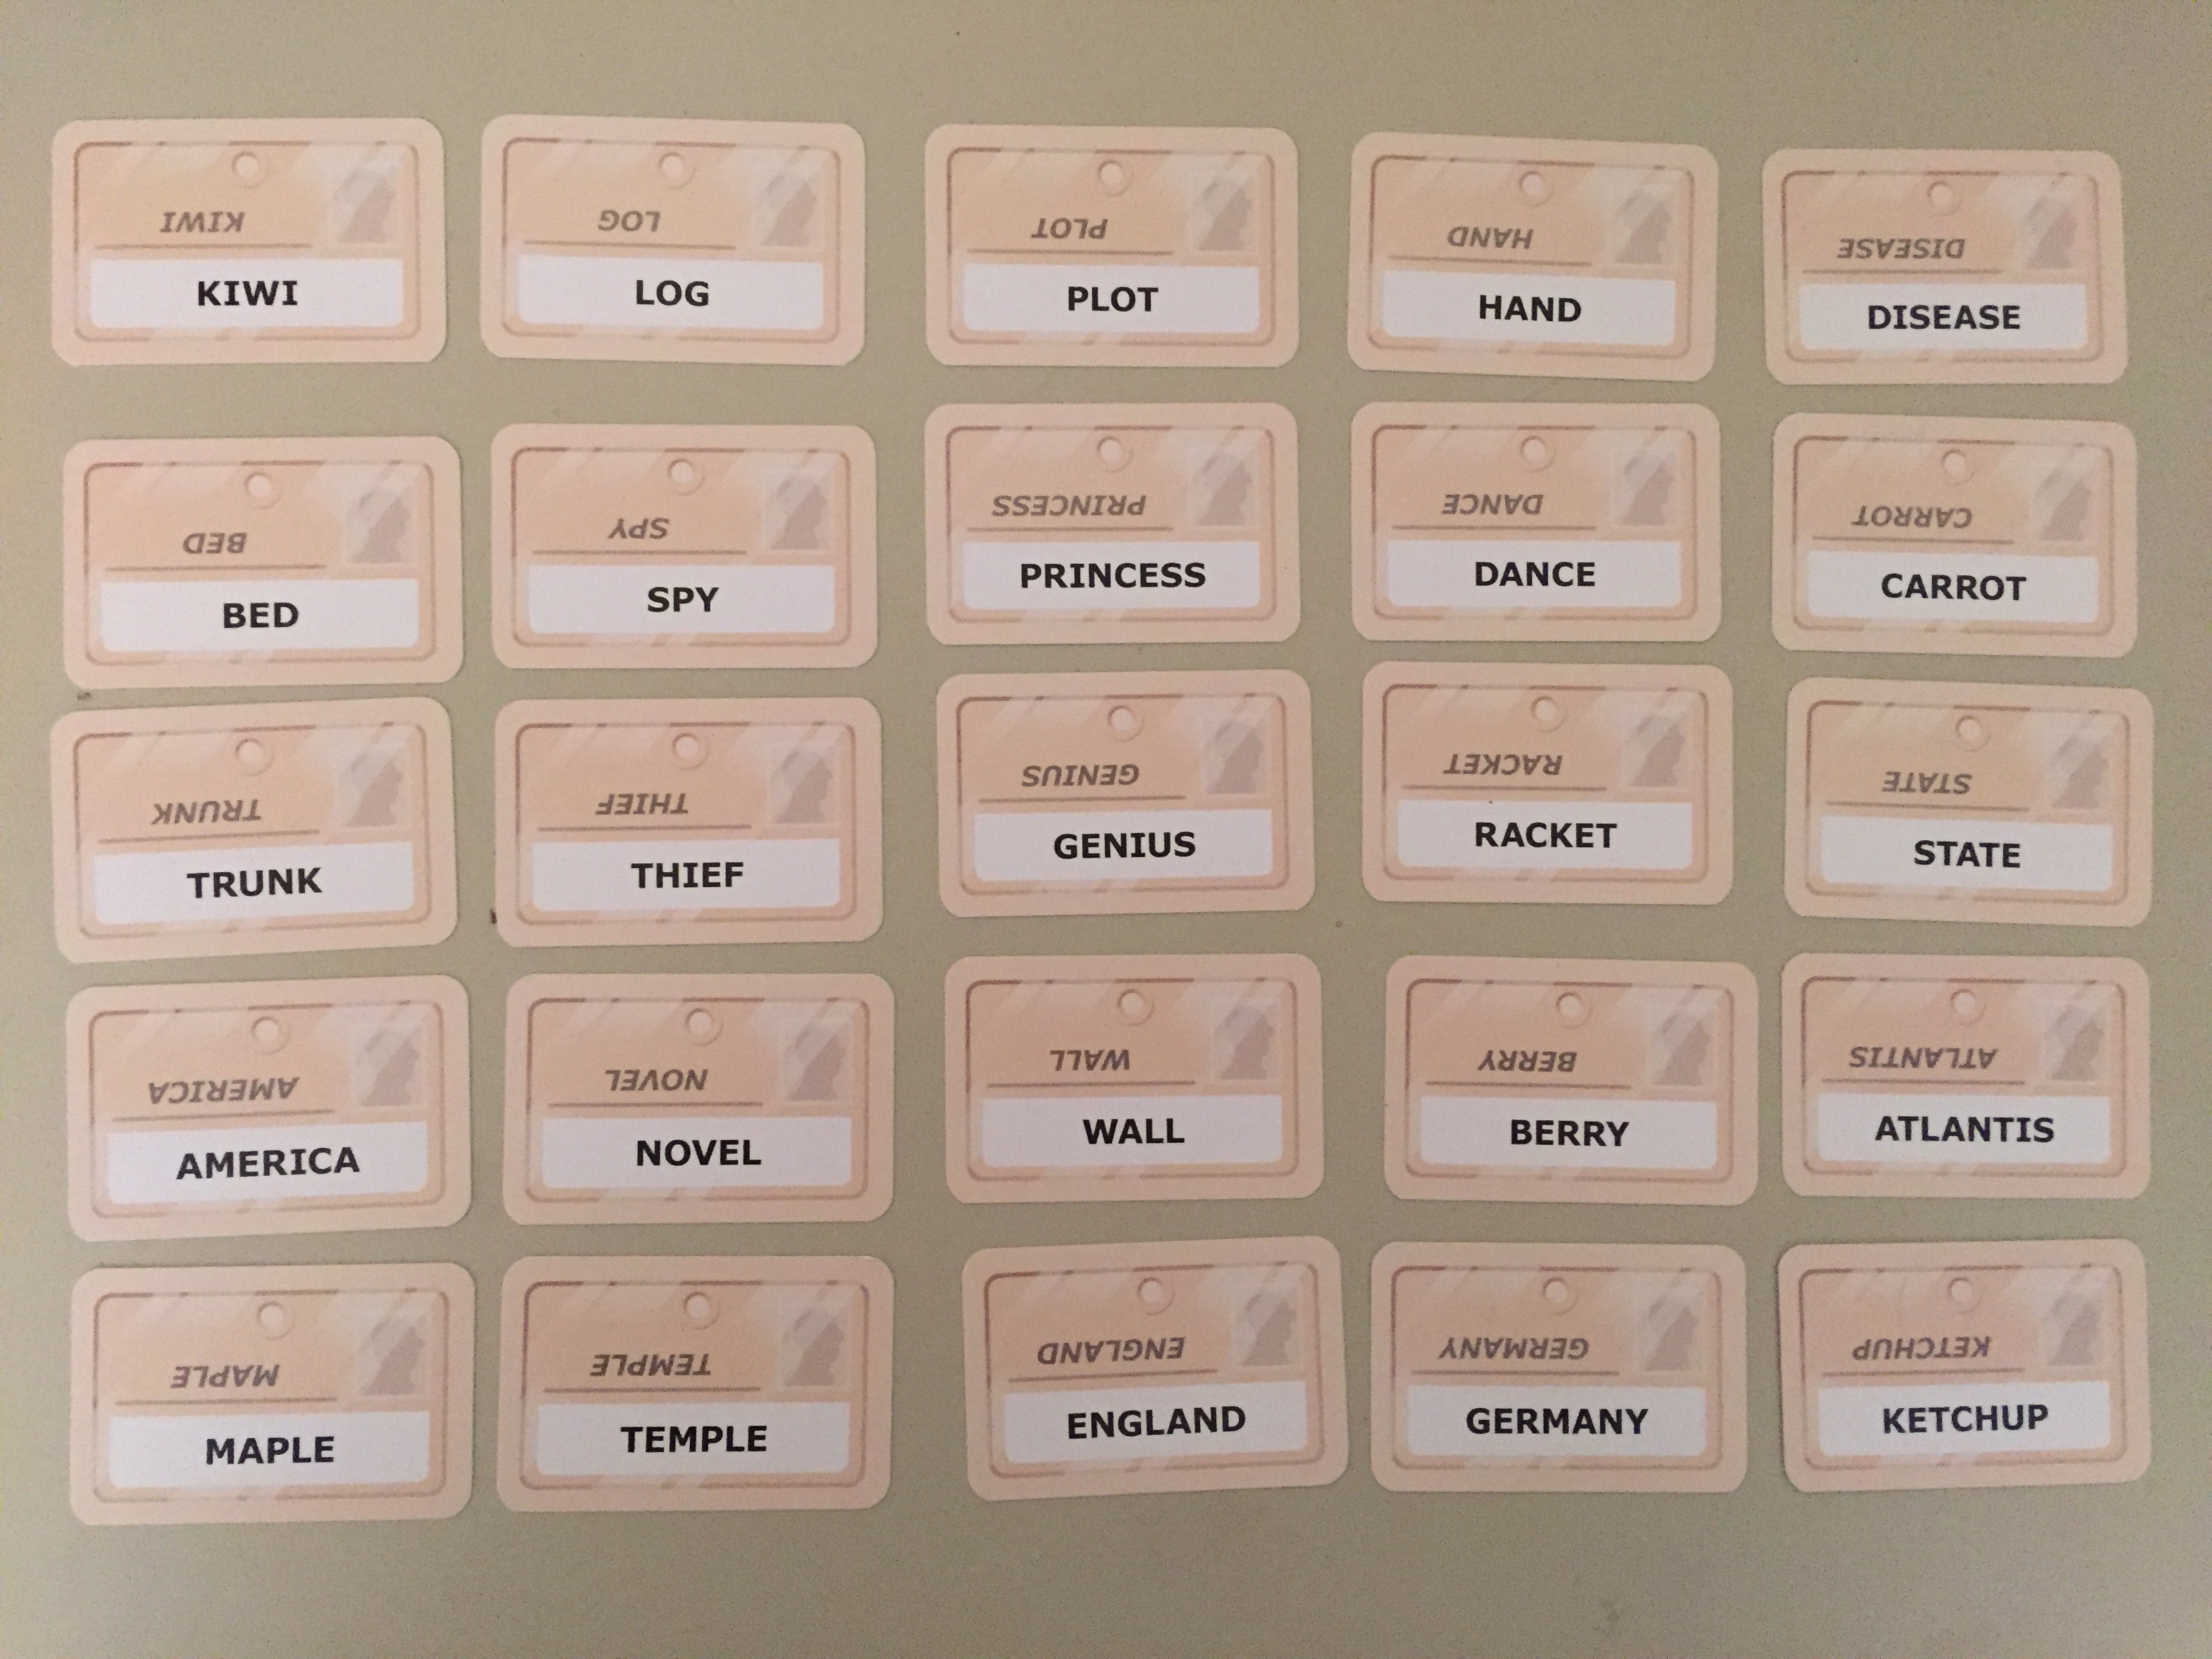 KIWI
KIWI
LOG
LOG
PLOT
PLOT
HAND
HAND
DISEASE
DISEASE
BED
BED
SPY
SPY
PRINCESS
PRINCESS
DANCE
DANCE
CARROT
CARROT
TRUNK
TRUNK
THIEF
THIEF
GENIUS
GENIUS
RACKET
RACKET
STATE
STATE
AMERICA
AMERICA
NOVEL
NOVEL
WALL
WALL
BERRY
BERRY
ATLANTIS
ATLANTIS
MAPLE
MAPLE
TEMPLE
TEMPLE
ENGLAND
ENGLAND
GERMANY
GERMANY
KETCHUP
KETCHUP